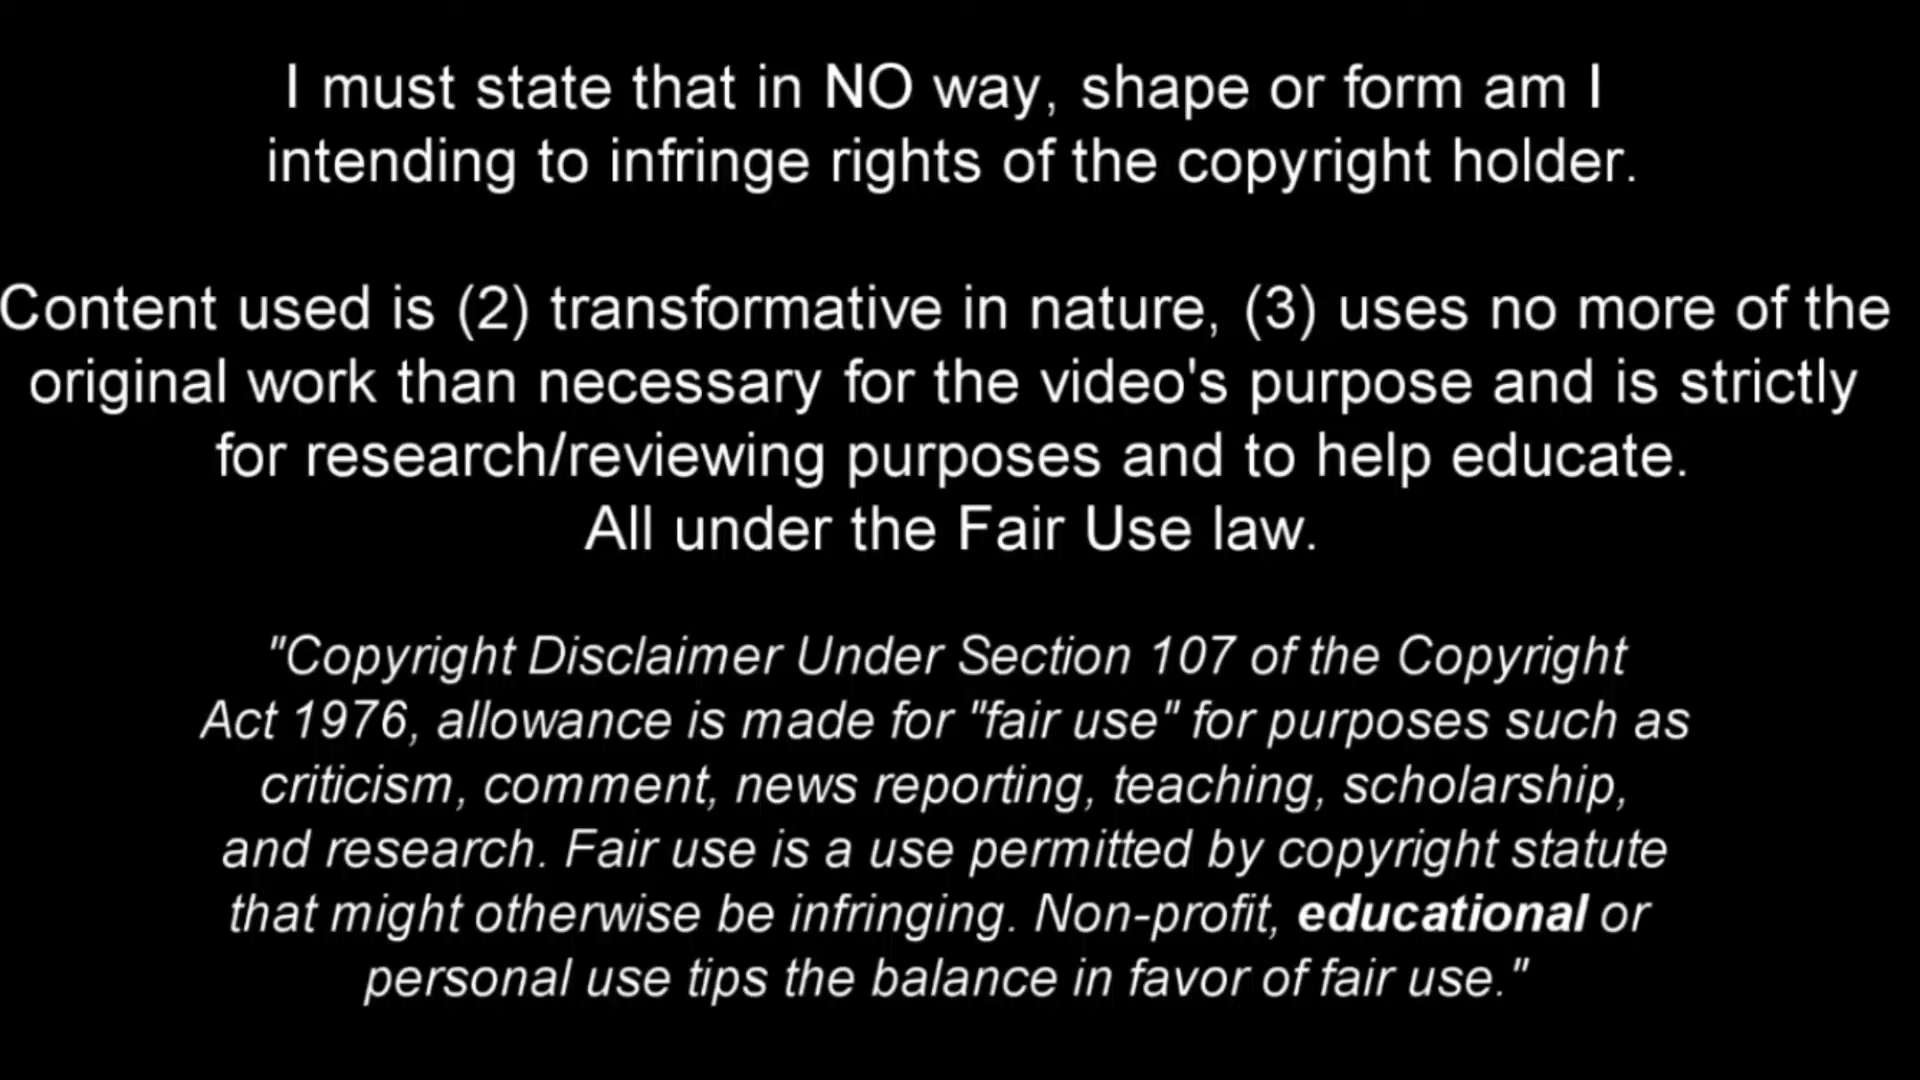 I must state that in NO way, shape or form am I
intending to infringe rights of the copyright holder.
Content used is (2) transformative in nature, (3) uses no more of the
original work than necessary for the video's purpose and is strictly
for research/reviewing purposes and to help educate.
All under the Fair Use law.
"Copyright Disclaimer Under Section 107 of the Copyright
Act 1976, allowance is made for "fair use" for purposes such as
criticism, comment, news reporting, teaching, scholarship,
and research. Fair use is a use permitted by copyright statute
that might otherwise be infringing. Non-profit, educational or
personal use tips the balance in favor of fair use."